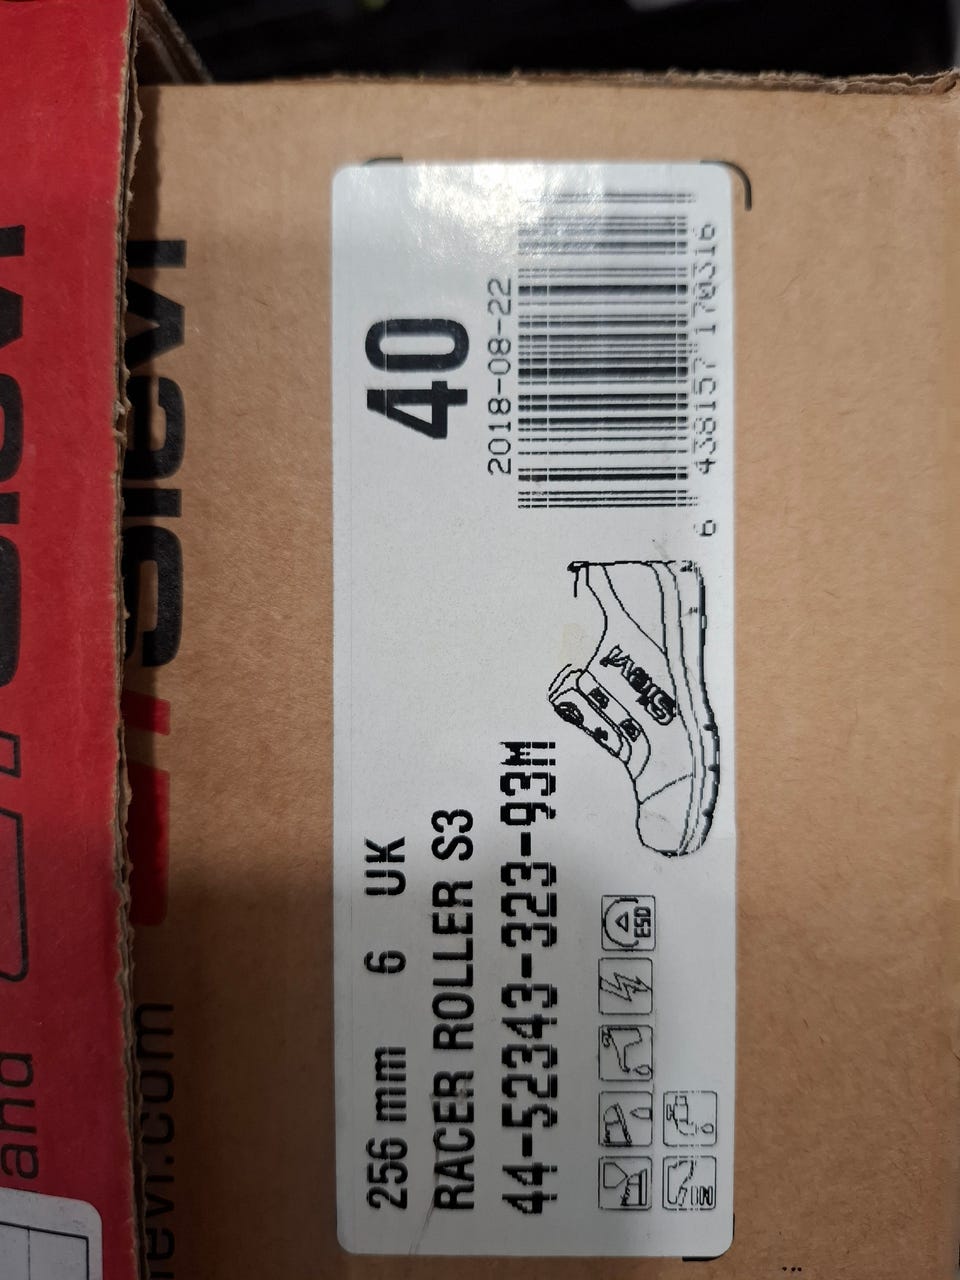 256 mm 6 UK 40
RACER ROLLER S3
2018-08-22
44-52343-323-93M
Sievi
ESD
6 438157 170316
Sievi